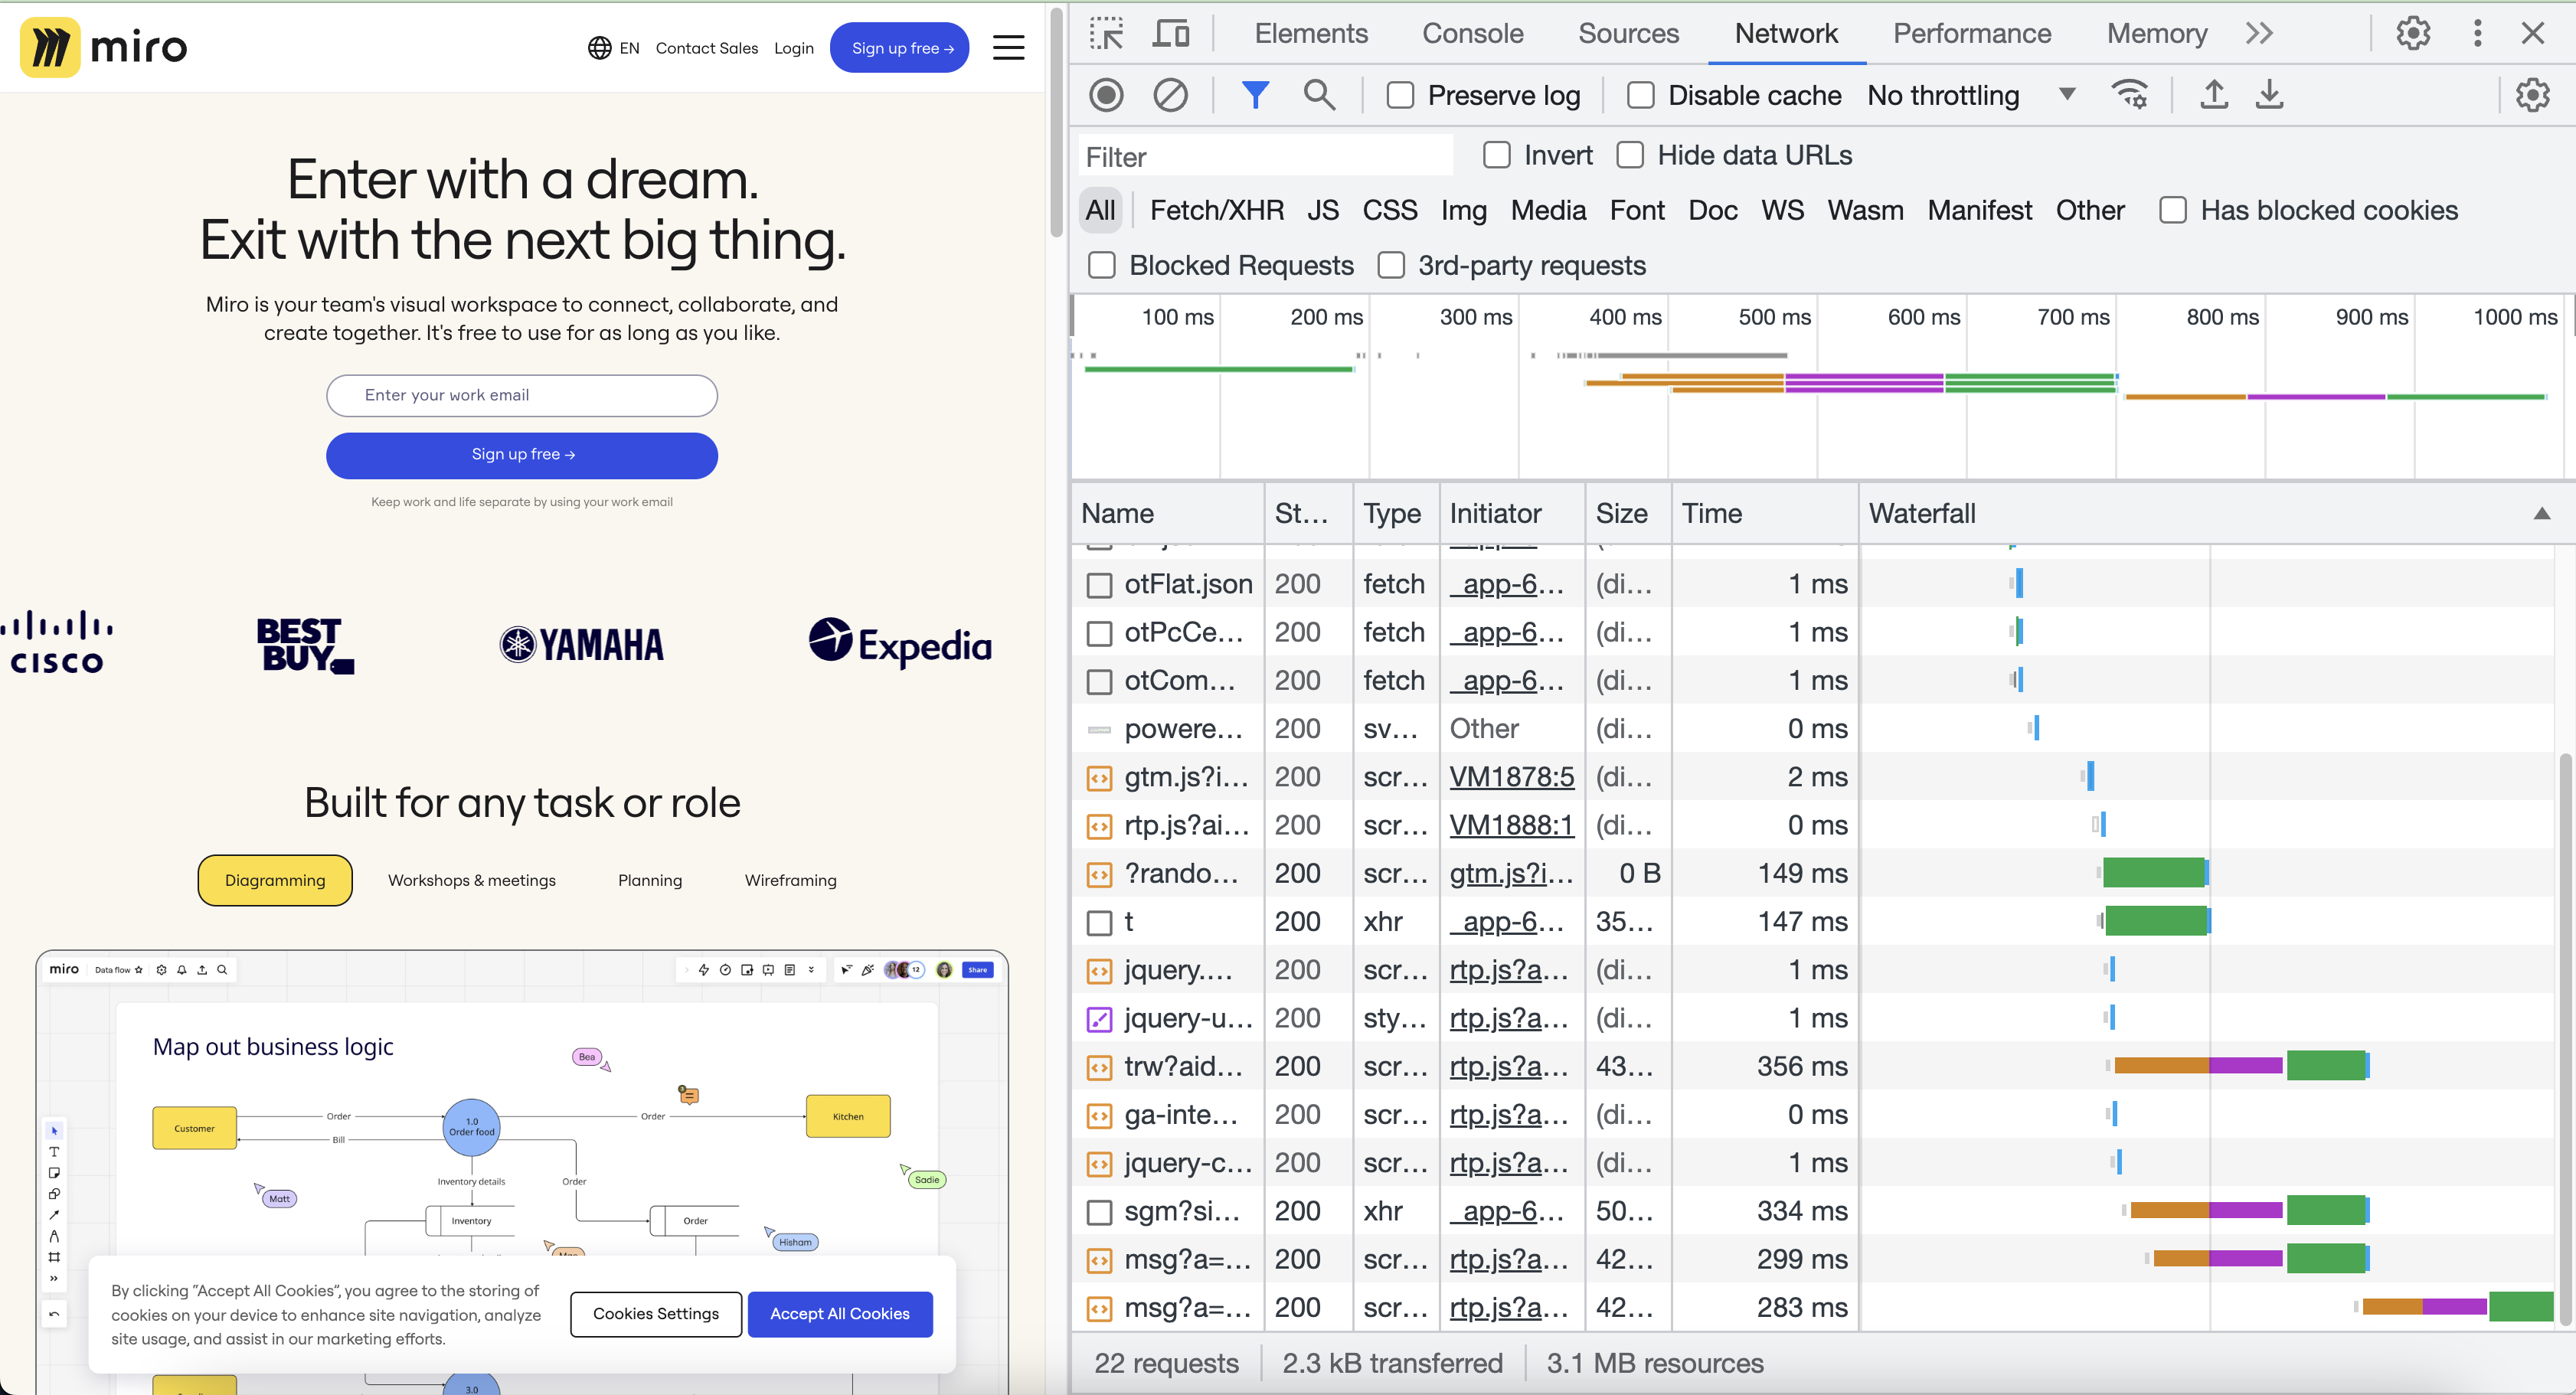 miro
EN Contact Sales Login Sign up free →
Enter with a dream.
Exit with the next big thing.
Miro is your team's visual workspace to connect, collaborate, and
create together. It's free to use for as long as you like.
Enter your work email
Sign up free →
Keep work and life separate by using your work email
CISCO
BEST BUY
YAMAHA
Expedia
Built for any task or role
Diagramming Workshops & meetings Planning Wireframing
miro Data flow 12 Share
Map out business logic
Bea
Customer
Order
Bill
1.0
Order food
Order
Kitchen
Matt
Inventory details
Order
Sadie
Inventory
Order
Hisham
By clicking “Accept All Cookies”, you agree to the storing of
cookies on your device to enhance site navigation, analyze
site usage, and assist in our marketing efforts.
Cookies Settings
Accept All Cookies
3.0
Elements Console Sources Network Performance Memory
Preserve log Disable cache No throttling
Filter Invert Hide data URLs
All Fetch/XHR JS CSS Img Media Font Doc WS Wasm Manifest Other Has blocked cookies
Blocked Requests 3rd-party requests
100 ms 200 ms 300 ms 400 ms 500 ms 600 ms 700 ms 800 ms 900 ms 1000 ms
Name St... Type Initiator Size Time Waterfall
otFlat.json 200 fetch _app-6... (di... 1 ms
otPcCe... 200 fetch _app-6... (di... 1 ms
otCom... 200 fetch _app-6... (di... 1 ms
powere... 200 sv... Other (di... 0 ms
gtm.js?i... 200 scr... VM1878:5 (di... 2 ms
rtp.js?ai... 200 scr... VM1888:1 (di... 0 ms
?rando... 200 scr... gtm.js?i... 0 B 149 ms
t 200 xhr _app-6... 35... 147 ms
jquery.... 200 scr... rtp.js?a... (di... 1 ms
jquery-u... 200 sty... rtp.js?a... (di... 1 ms
trw?aid... 200 scr... rtp.js?a... 43... 356 ms
ga-inte... 200 scr... rtp.js?a... (di... 0 ms
jquery-c... 200 scr... rtp.js?a... (di... 1 ms
sgm?si... 200 xhr _app-6... 50... 334 ms
msg?a=... 200 scr... rtp.js?a... 42... 299 ms
msg?a=... 200 scr... rtp.js?a... 42... 283 ms
22 requests 2.3 kB transferred 3.1 MB resources